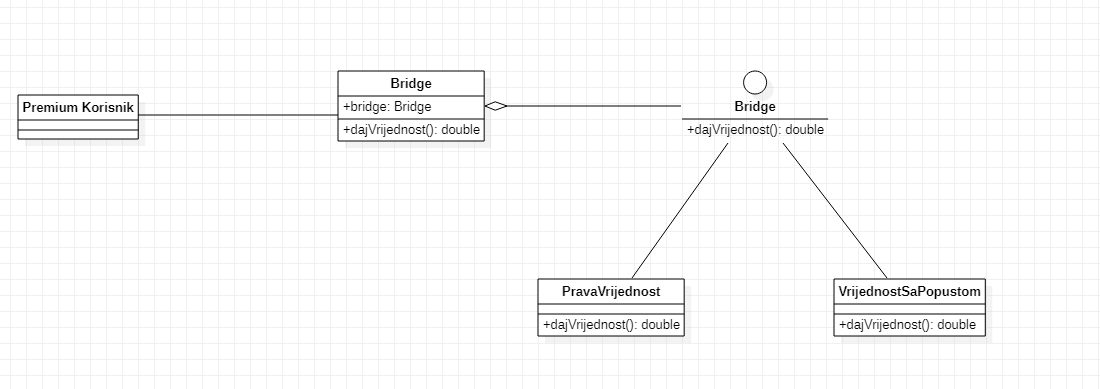 Premium Korisnik
Bridge
+bridge: Bridge
+dajVrijednost(): double
Bridge
+dajVrijednost(): double
PravaVrijednost
+dajVrijednost(): double
VrijednostSaPopustom
+dajVrijednost(): double